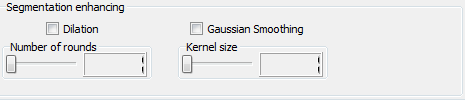 Segmentation enhancing
Dilation
Gaussian Smoothing
Number of rounds
Kernel size